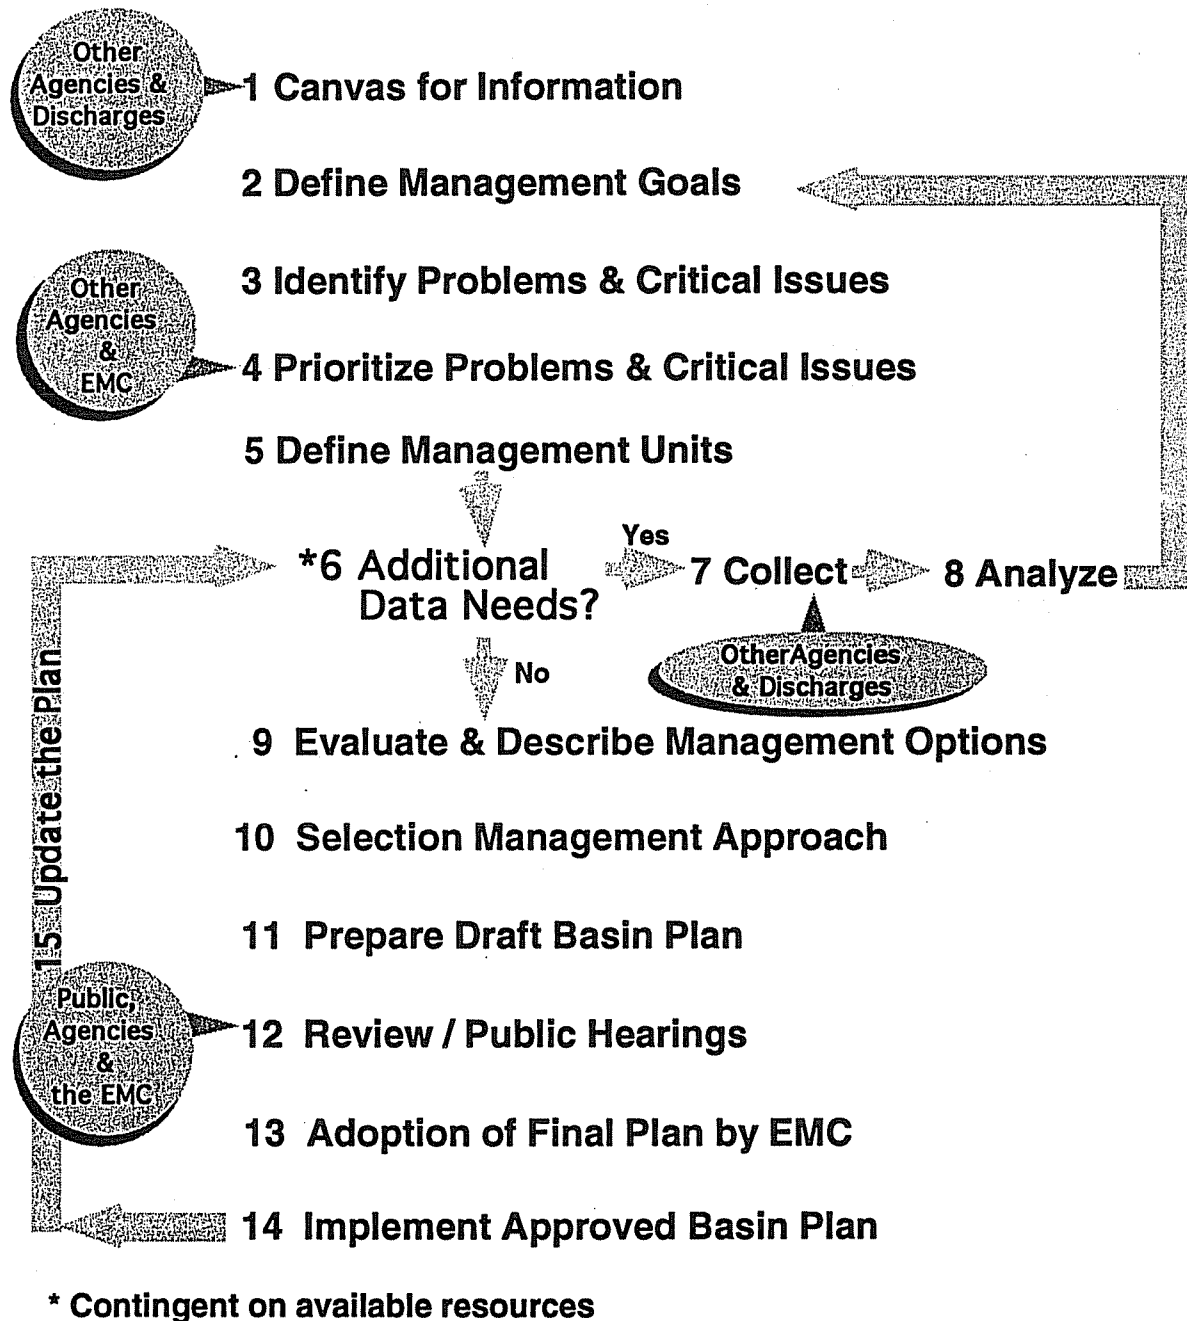 Other
Agencies &
Discharges
1 Canvas for Information
2 Define Management Goals
3 Identify Problems & Critical Issues
Other
Agencies
&
EMC
4 Prioritize Problems & Critical Issues
5 Define Management Units
*6 Additional
Data Needs?
Yes
7 Collect
8 Analyze
OtherAgencies
& Discharges
No
9 Evaluate & Describe Management Options
10 Selection Management Approach
11 Prepare Draft Basin Plan
Public,
Agencies
&
the EMC
12 Review / Public Hearings
13 Adoption of Final Plan by EMC
14 Implement Approved Basin Plan
15 Update the Plan
* Contingent on available resources